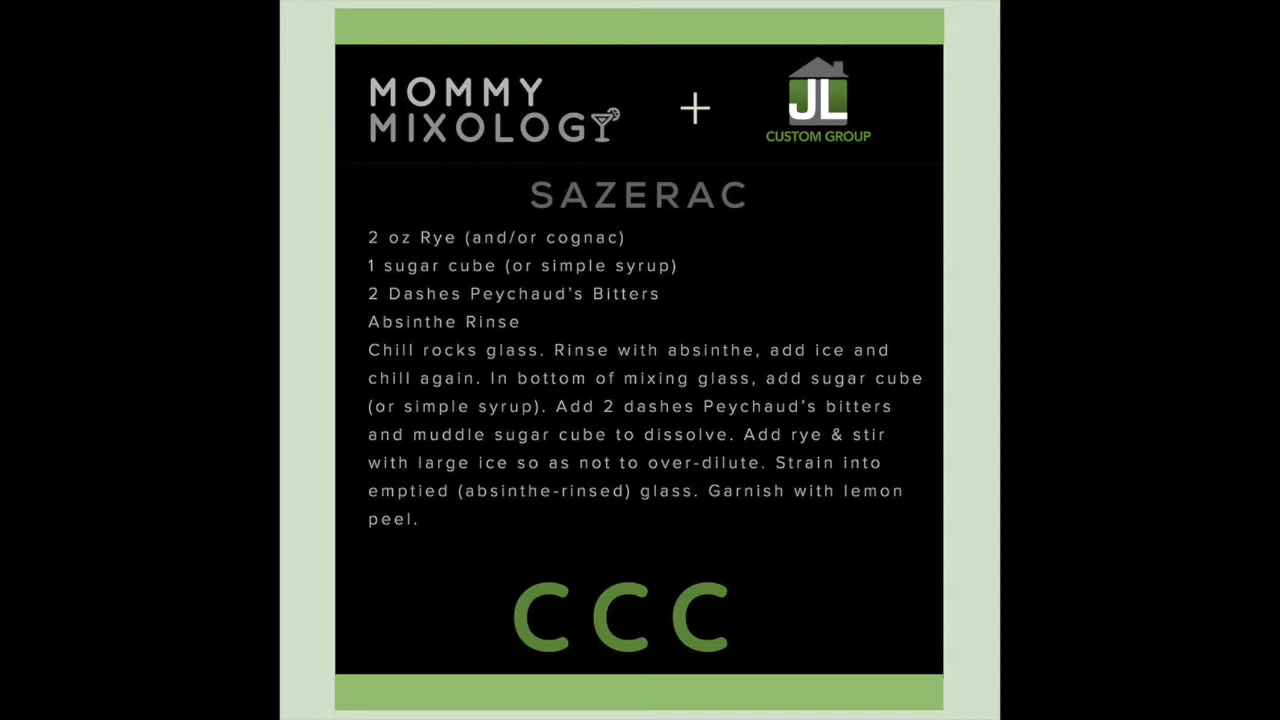 MOMMY
MIXOLOGY
+
JL
CUSTOM GROUP
SAZERAC
2 oz Rye (and/or cognac)
1 sugar cube (or simple syrup)
2 Dashes Peychaud’s Bitters
Absinthe Rinse
Chill rocks glass. Rinse with absinthe, add ice and
chill again. In bottom of mixing glass, add sugar cube
(or simple syrup). Add 2 dashes Peychaud’s bitters
and muddle sugar cube to dissolve. Add rye & stir
with large ice so as not to over-dilute. Strain into
emptied (absinthe-rinsed) glass. Garnish with lemon
peel.
CCC